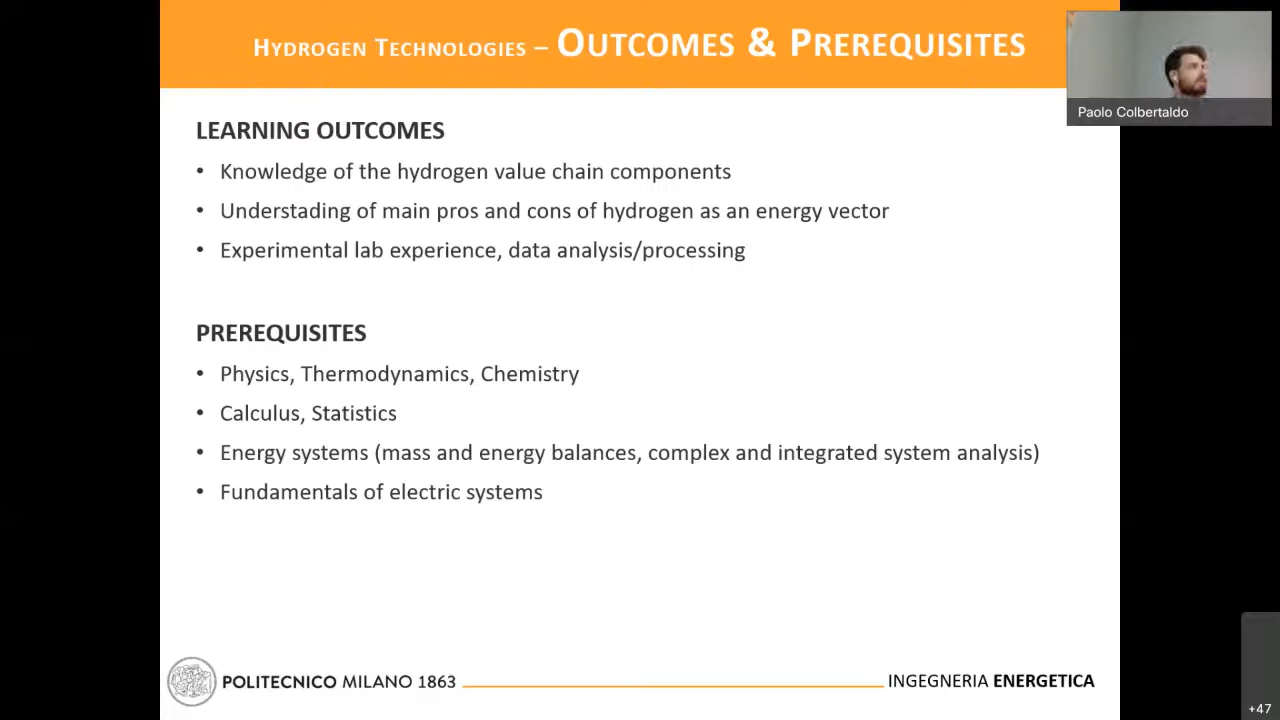 HYDROGEN TECHNOLOGIES – OUTCOMES & PREREQUISITES
Paolo Colbertaldo
LEARNING OUTCOMES
• Knowledge of the hydrogen value chain components
• Understading of main pros and cons of hydrogen as an energy vector
• Experimental lab experience, data analysis/processing
PREREQUISITES
• Physics, Thermodynamics, Chemistry
• Calculus, Statistics
• Energy systems (mass and energy balances, complex and integrated system analysis)
• Fundamentals of electric systems
POLITECNICO MILANO 1863
INGEGNERIA ENERGETICA
+47